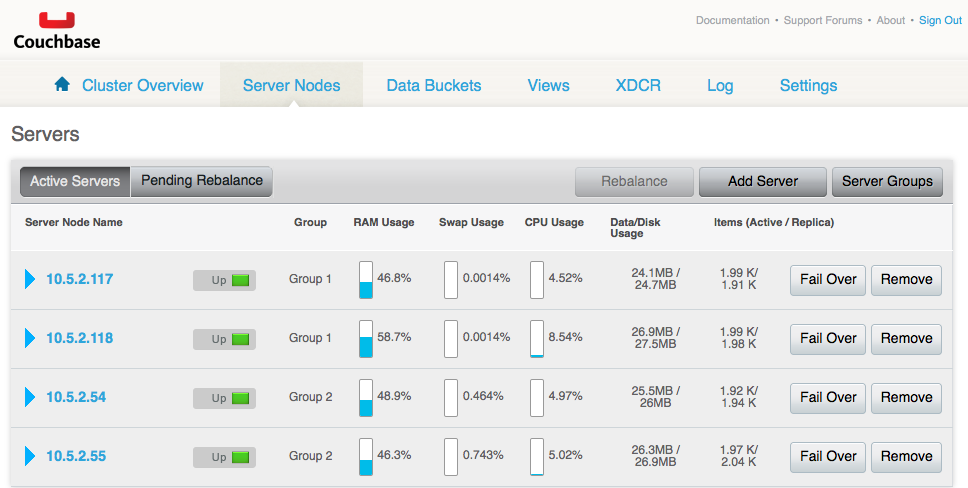 Couchbase
Documentation • Support Forums • About • Sign Out
Cluster Overview Server Nodes Data Buckets Views XDCR Log Settings
Servers
Active Servers Pending Rebalance Rebalance Add Server Server Groups
Server Node Name Group RAM Usage Swap Usage CPU Usage Data/Disk Items (Active / Replica)
Usage
10.5.2.117 Up Group 1 46.8% 0.0014% 4.52% 24.1MB / 1.99 K/ Fail Over Remove
24.7MB 1.91 K
10.5.2.118 Up Group 1 58.7% 0.0014% 8.54% 26.9MB / 1.99 K/ Fail Over Remove
27.5MB 1.98 K
10.5.2.54 Up Group 2 48.9% 0.464% 4.97% 25.5MB / 1.92 K/ Fail Over Remove
26MB 1.94 K
10.5.2.55 Up Group 2 46.3% 0.743% 5.02% 26.3MB / 1.97 K/ Fail Over Remove
26.9MB 2.04 K